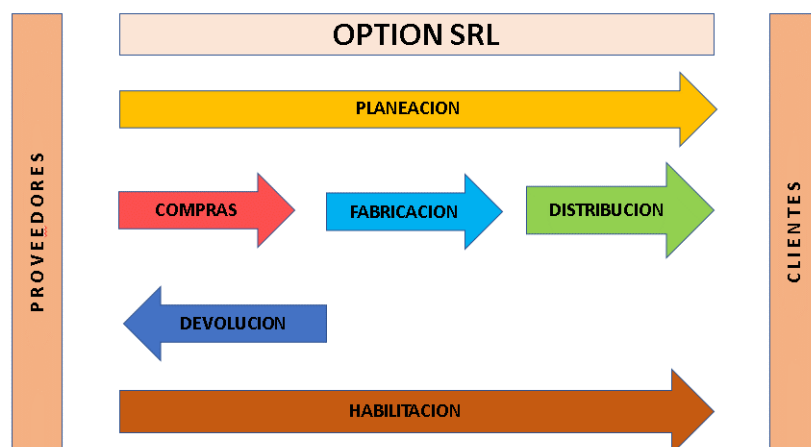 OPTION SRL
PLANEACION
PROVEEDORES
COMPRAS
FABRICACION
DISTRIBUCION
CLIENTES
DEVOLUCION
HABILITACION